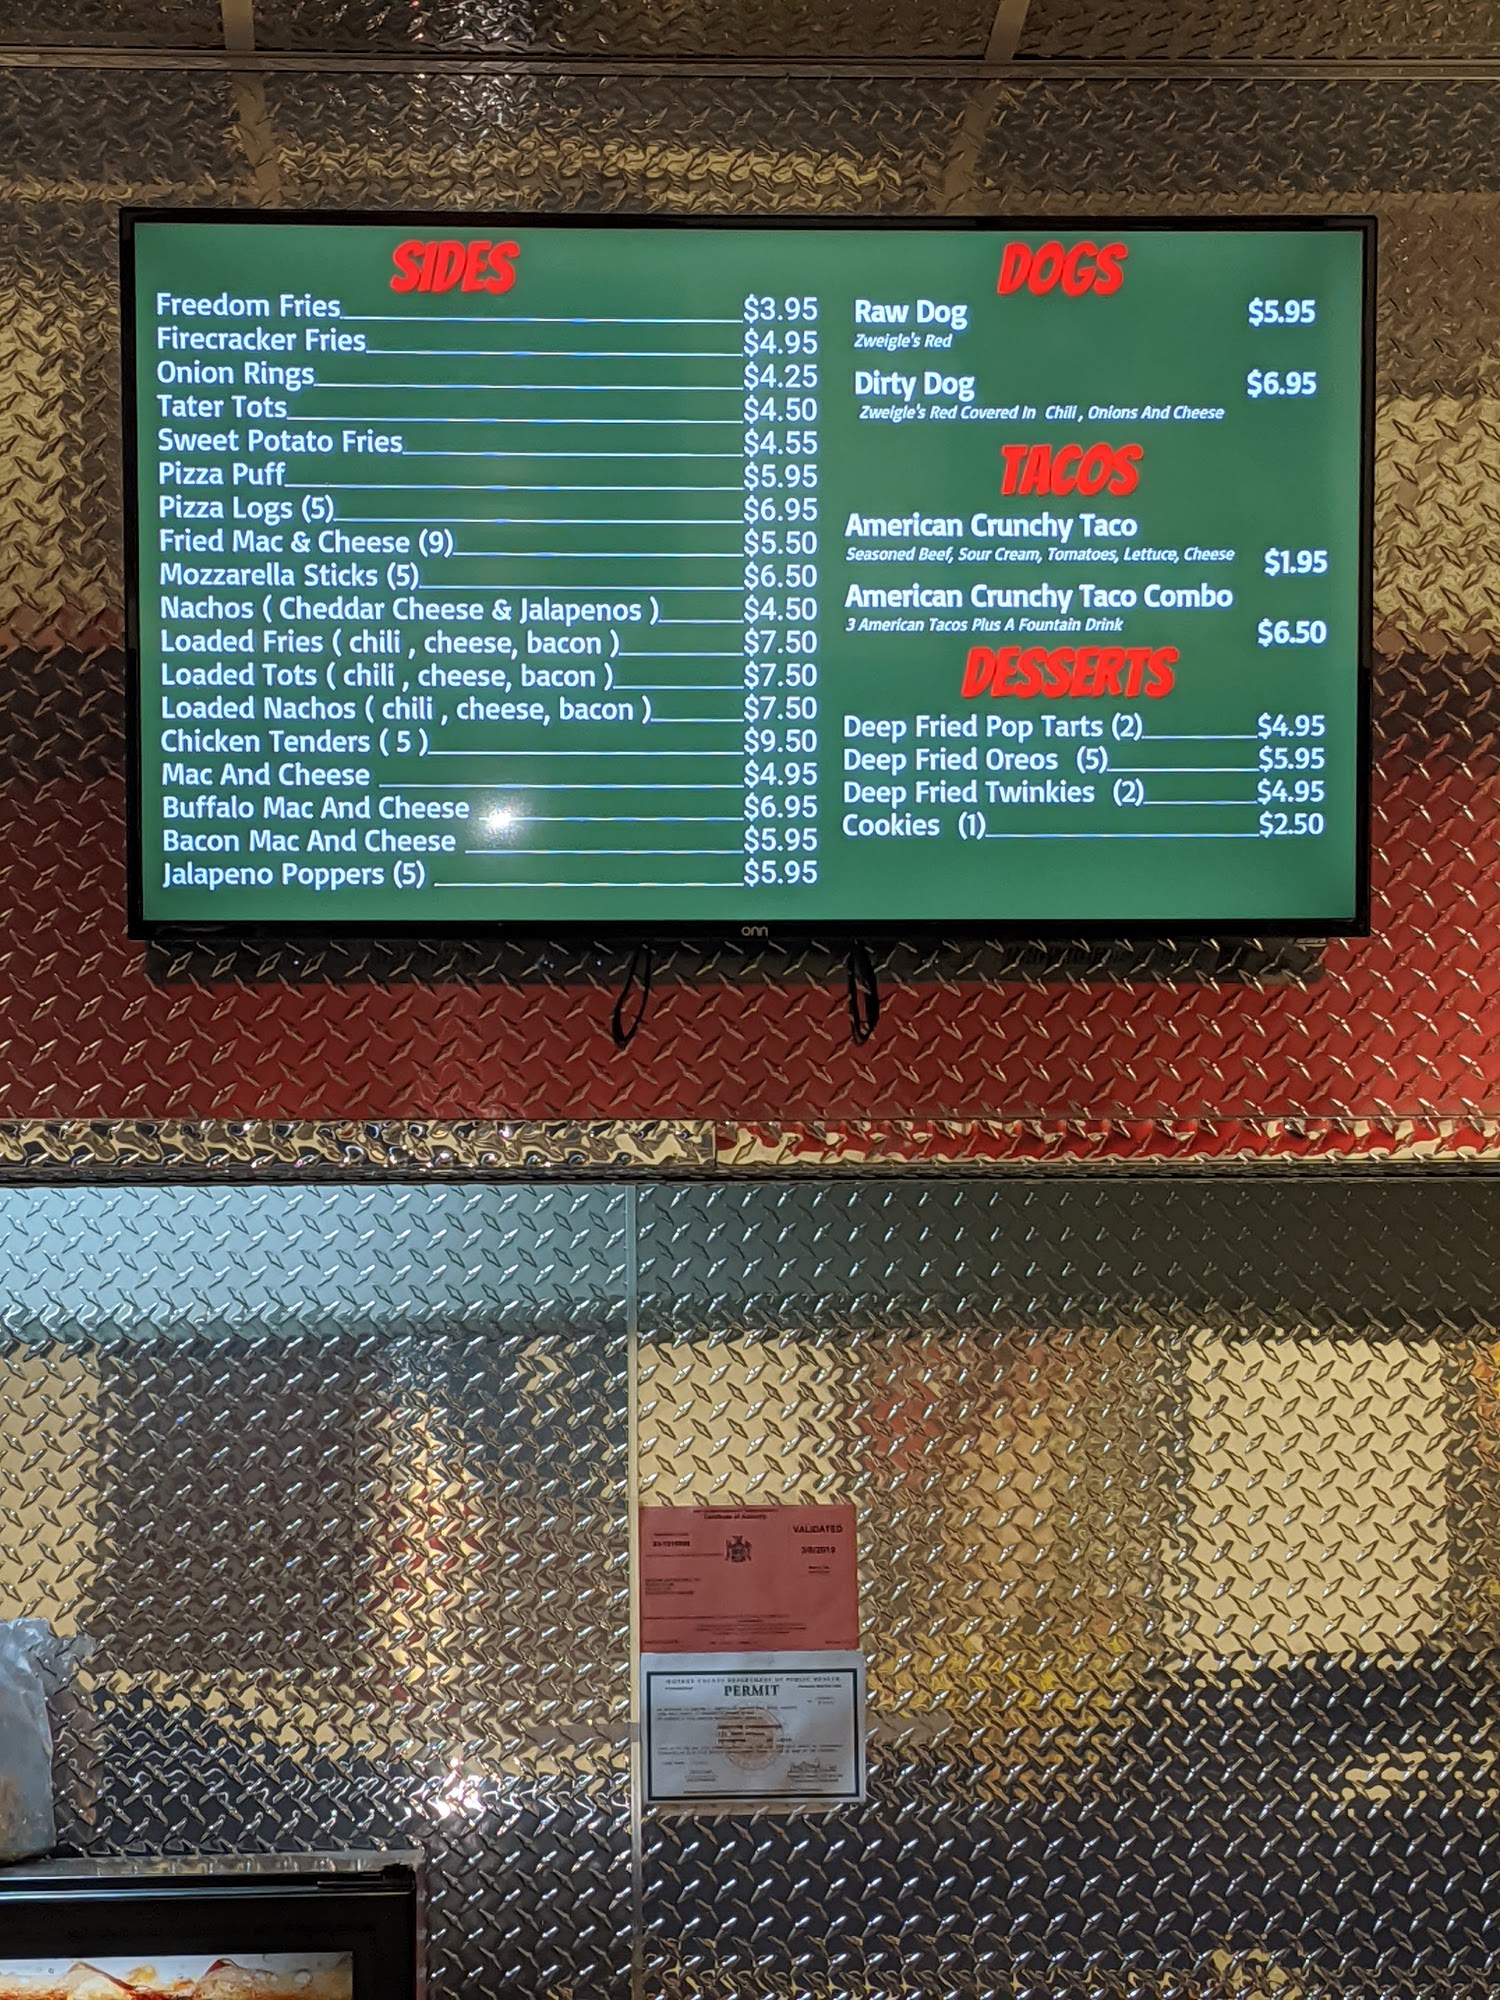 SIDES
Freedom Fries $3.95
Firecracker Fries $4.95
Onion Rings $4.25
Tater Tots $4.50
Sweet Potato Fries $4.55
Pizza Puff $5.95
Pizza Logs (5) $6.95
Fried Mac & Cheese (9) $5.50
Mozzarella Sticks (5) $6.50
Nachos ( Cheddar Cheese & Jalapenos ) $4.50
Loaded Fries ( chili , cheese, bacon ) $7.50
Loaded Tots ( chili , cheese, bacon ) $7.50
Loaded Nachos ( chili , cheese, bacon ) $7.50
Chicken Tenders ( 5 ) $9.50
Mac And Cheese $4.95
Buffalo Mac And Cheese $6.95
Bacon Mac And Cheese $5.95
Jalapeno Poppers (5) $5.95
DOGS
Raw Dog $5.95
Zweigle's Red
Dirty Dog $6.95
Zweigle's Red Covered In Chili , Onions And Cheese
TACOS
American Crunchy Taco
Seasoned Beef, Sour Cream, Tomatoes, Lettuce, Cheese $1.95
American Crunchy Taco Combo
3 American Tacos Plus A Fountain Drink $6.50
DESSERTS
Deep Fried Pop Tarts (2) $4.95
Deep Fried Oreos (5) $5.95
Deep Fried Twinkies (2) $4.95
Cookies (1) $2.50
onn
Certificate of Authority
VALIDATED
3/8/2019
PERMIT